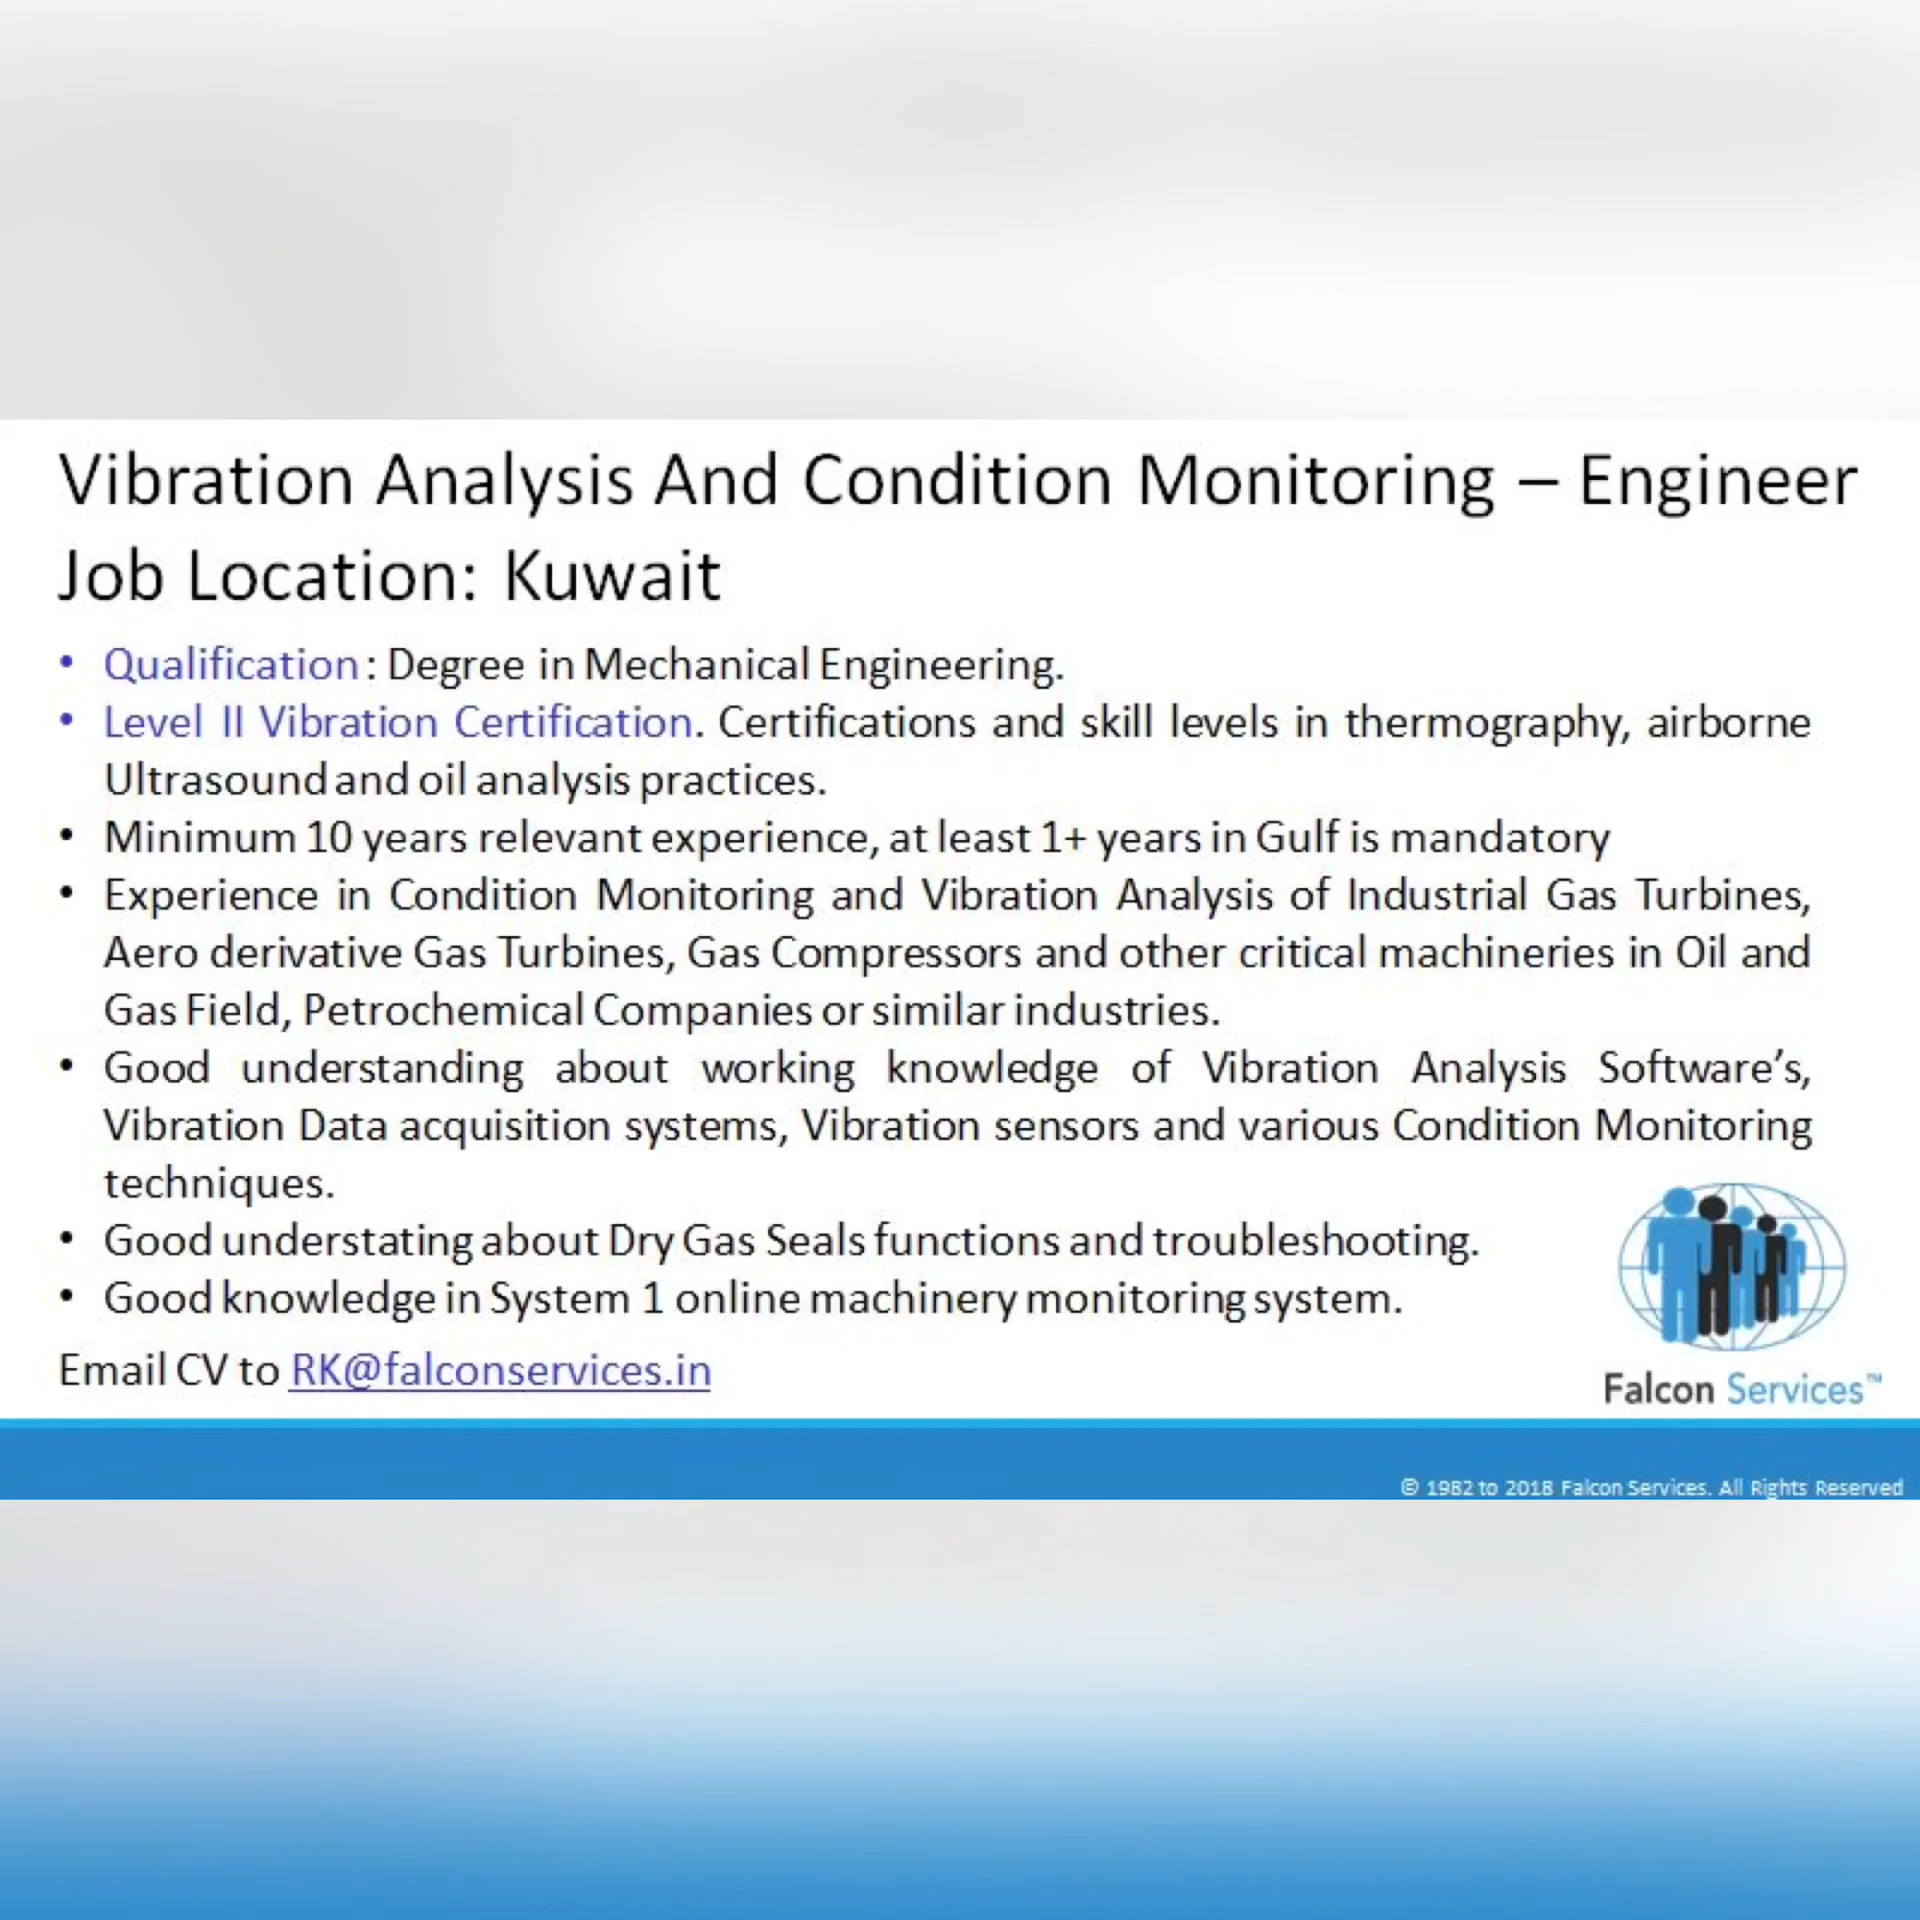 Vibration Analysis And Condition Monitoring – Engineer
Job Location: Kuwait
• Qualification : Degree in Mechanical Engineering.
• Level II Vibration Certification. Certifications and skill levels in thermography, airborne
Ultrasound and oil analysis practices.
• Minimum 10 years relevant experience, at least 1+ years in Gulf is mandatory
• Experience in Condition Monitoring and Vibration Analysis of Industrial Gas Turbines,
Aero derivative Gas Turbines, Gas Compressors and other critical machineries in Oil and
Gas Field, Petrochemical Companies or similar industries.
• Good understanding about working knowledge of Vibration Analysis Software’s,
Vibration Data acquisition systems, Vibration sensors and various Condition Monitoring
techniques.
• Good understating about Dry Gas Seals functions and troubleshooting.
• Good knowledge in System 1 online machinery monitoring system.
Email CV to RK@falconservices.in
Falcon Services™
© 1982 to 2018 Falcon Services. All Rights Reserved